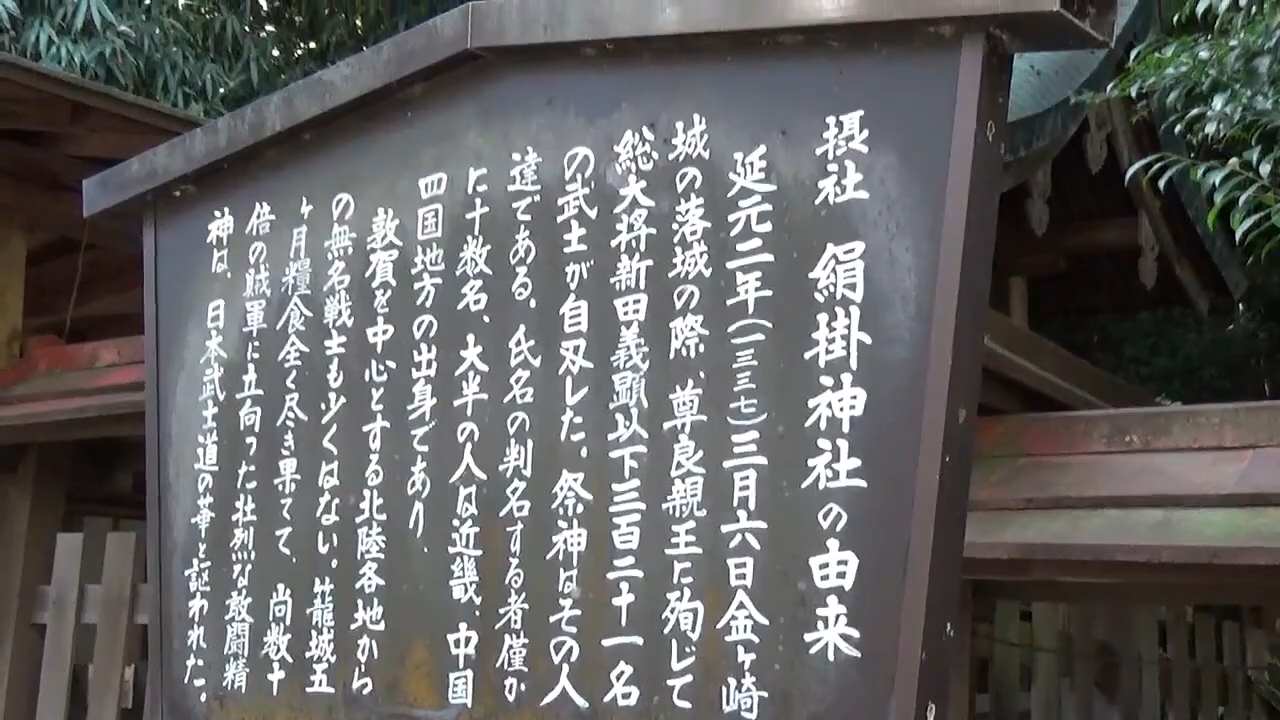 摂社 絹掛神社の由来
延元二年(一三三七)三月六日金ヶ崎
城の落城の際、尊良親王に殉じて
総大将新田義顕以下三百二十一名
の武士が自刃した。祭神はその人
達である。氏名の判名する者僅か
に十数名、大半の人は近畿、中国
四国地方の出身であり、
敦賀を中心とする北陸各地から
の無名戦士も少くはない。籠城五
ヶ月糧食全く尽き果てて、尚数十
倍の賊軍に立向った壮烈な敢闘精
神は、日本武士道の華と謳われた。